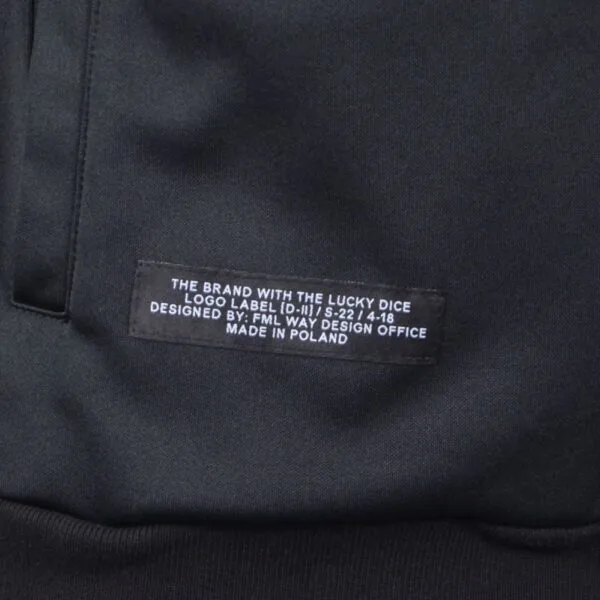 THE BRAND WITH THE LUCKY DICE
LOGO LABEL [D-II] / S-22 / 4-18
DESIGNED BY: FML WAY DESIGN OFFICE
MADE IN POLAND